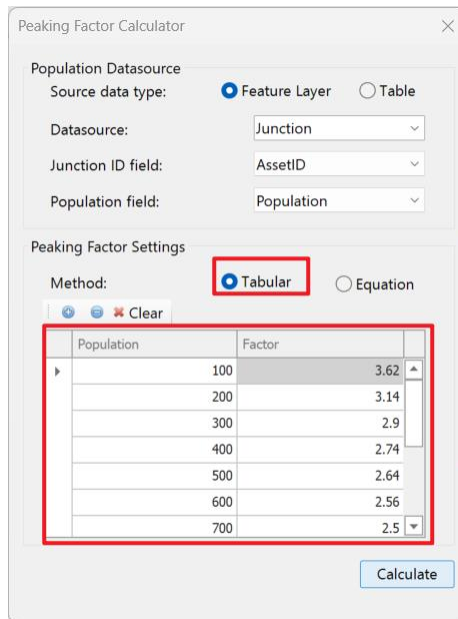 Peaking Factor Calculator
Population Datasource
Source data type: Feature Layer Table
Datasource: Junction
Junction ID field: AssetID
Population field: Population
Peaking Factor Settings
Method: Tabular Equation
Clear
Population Factor
100 3.62
200 3.14
300 2.9
400 2.74
500 2.64
600 2.56
700 2.5
Calculate